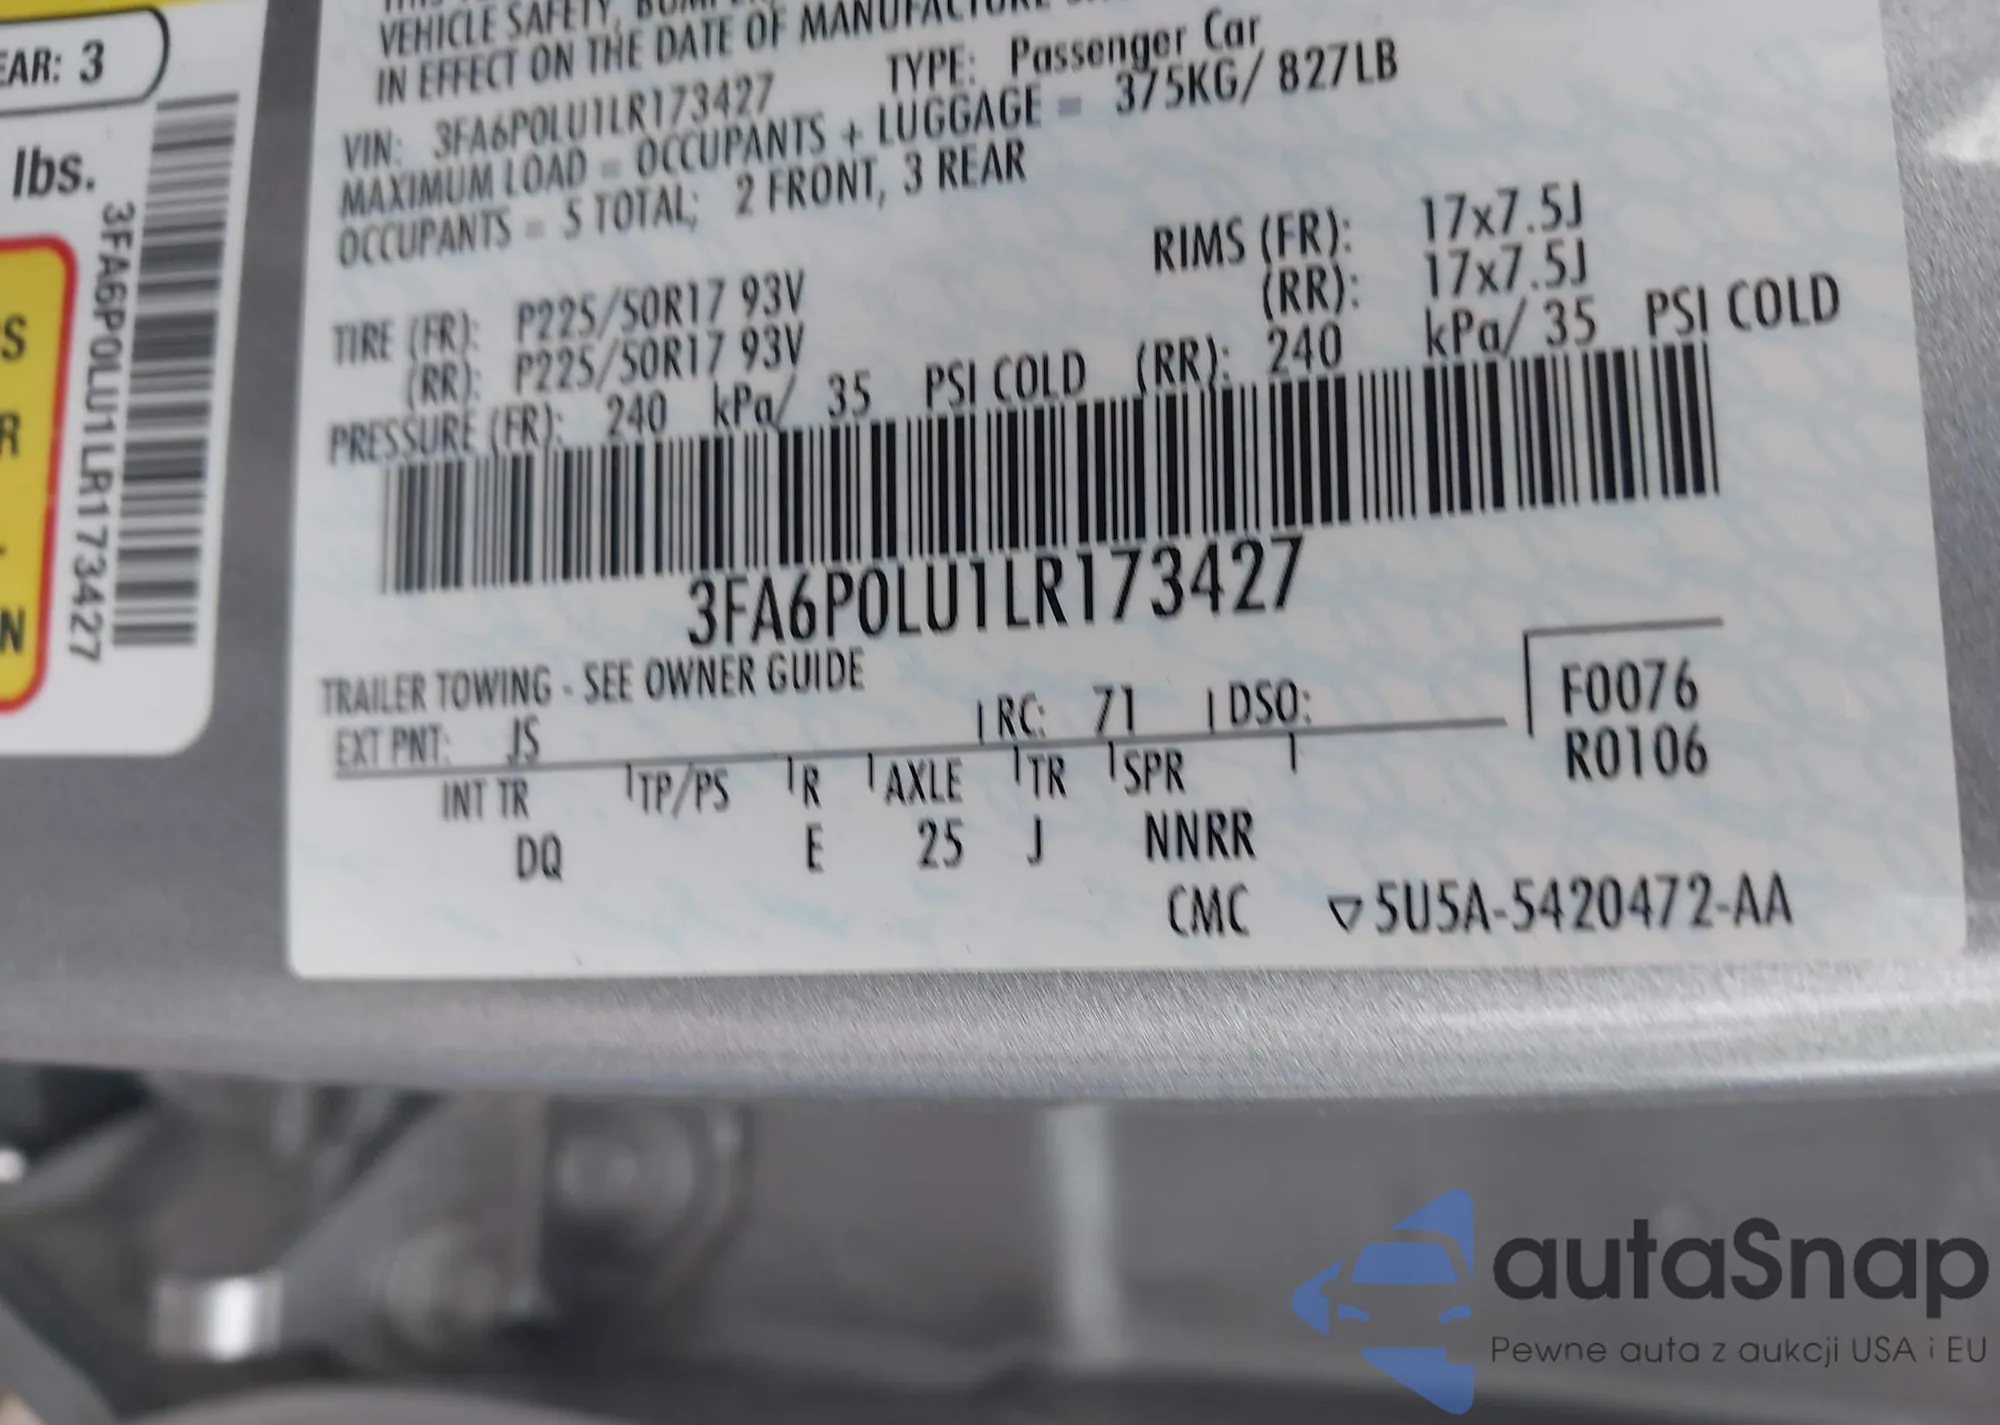 VEHICLE SAFETY,
IN EFFECT ON THE DATE OF MANUFACTURE
VIN: 3FA6P0LU1LR173427 TYPE: Passenger Car
MAXIMUM LOAD = OCCUPANTS + LUGGAGE = 375KG/ 827LB
OCCUPANTS = 5 TOTAL; 2 FRONT, 3 REAR
TIRE (FR): P225/50R17 93V RIMS (FR): 17x7.5J
(RR): P225/50R17 93V (RR): 17x7.5J
PRESSURE (FR): 240 kPa/ 35 PSI COLD (RR): 240 kPa/ 35 PSI COLD
3FA6P0LU1LR173427
TRAILER TOWING - SEE OWNER GUIDE
EXT PNT: JS RC: 71 DSO:
F0076
R0106
INT TR TP/PS R AXLE TR SPR
DQ E 25 J NNRR
CMC ▽5U5A-5420472-AA
EAR: 3
lbs.
3FA6P0LU1LR173427
S
R
N
autaSnap
Pewne auta z aukcji USA i EU